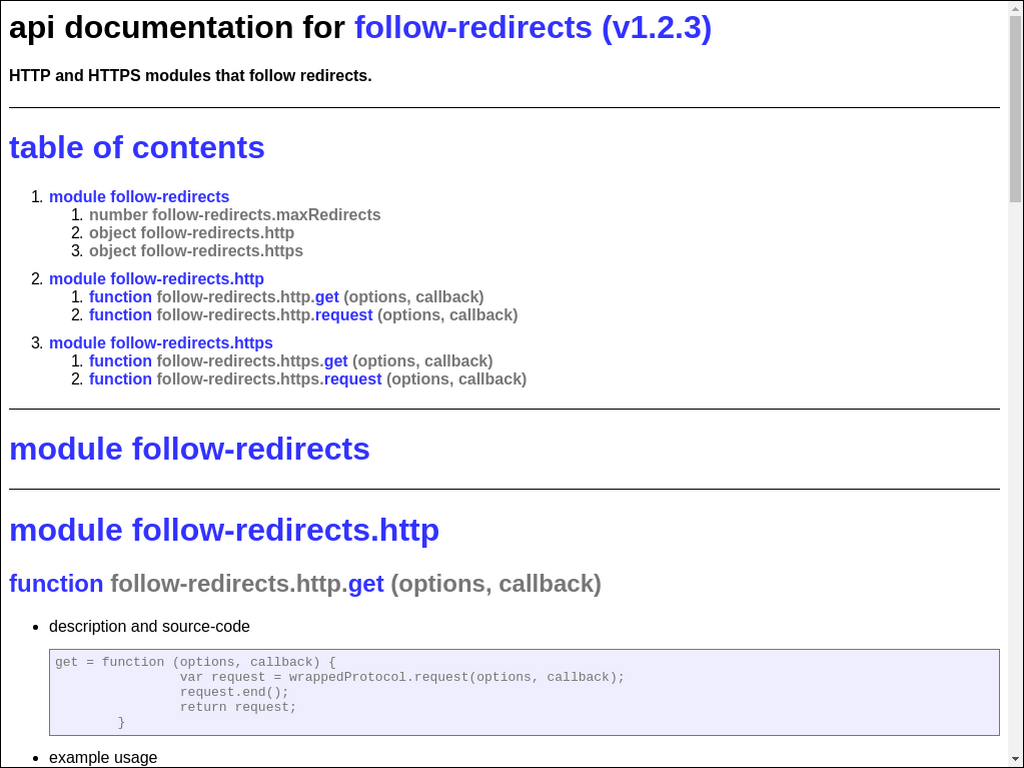 api documentation for follow-redirects (v1.2.3)
HTTP and HTTPS modules that follow redirects.
table of contents
1. module follow-redirects
1. number follow-redirects.maxRedirects
2. object follow-redirects.http
3. object follow-redirects.https
2. module follow-redirects.http
1. function follow-redirects.http.get (options, callback)
2. function follow-redirects.http.request (options, callback)
3. module follow-redirects.https
1. function follow-redirects.https.get (options, callback)
2. function follow-redirects.https.request (options, callback)
module follow-redirects
module follow-redirects.http
function follow-redirects.http.get (options, callback)
• description and source-code
get = function (options, callback) {
                var request = wrappedProtocol.request(options, callback);
                request.end();
                return request;
        }
• example usage